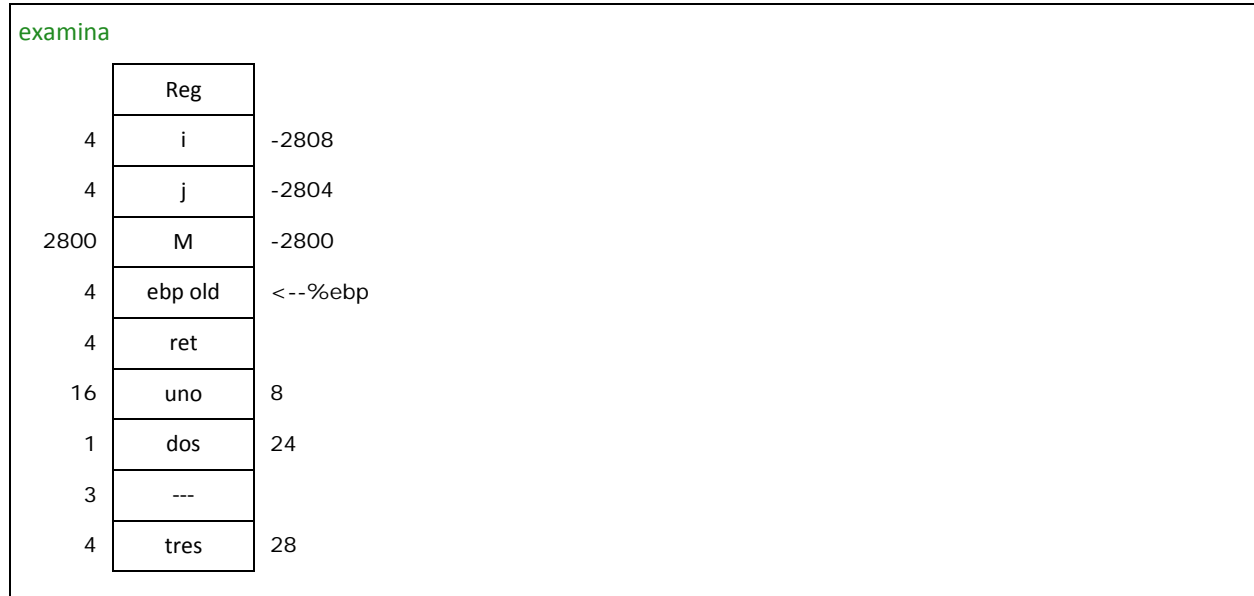 examina
Reg
4 i -2808
4 j -2804
2800 M -2800
4 ebp old <--%ebp
4 ret
16 uno 8
1 dos 24
3 ---
4 tres 28